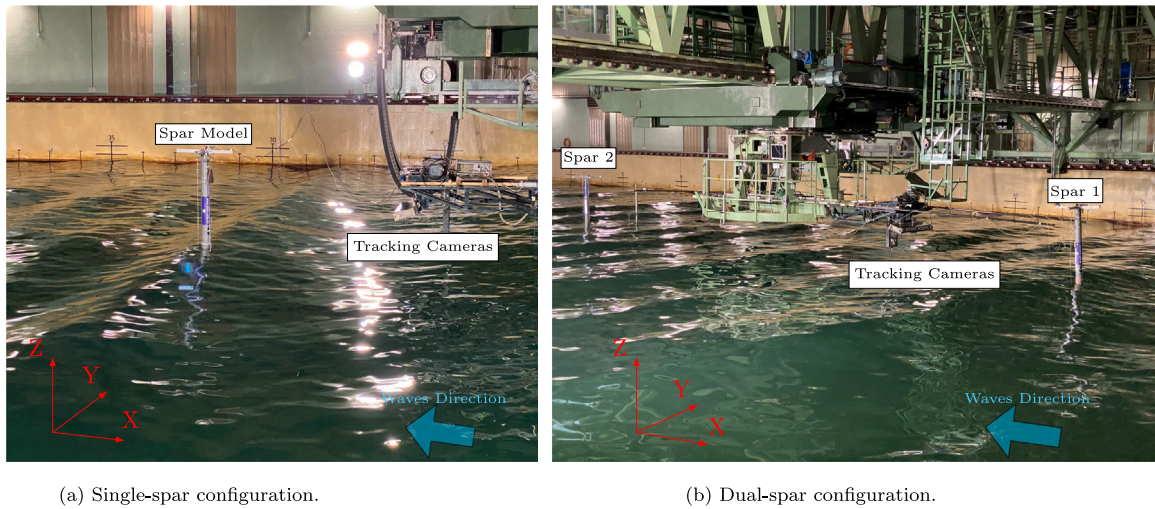 Spar Model
Tracking Cameras
Z
Y
X
Waves Direction
Spar 2
Spar 1
Tracking Cameras
Z
Y
X
Waves Direction
(a) Single-spar configuration.
(b) Dual-spar configuration.